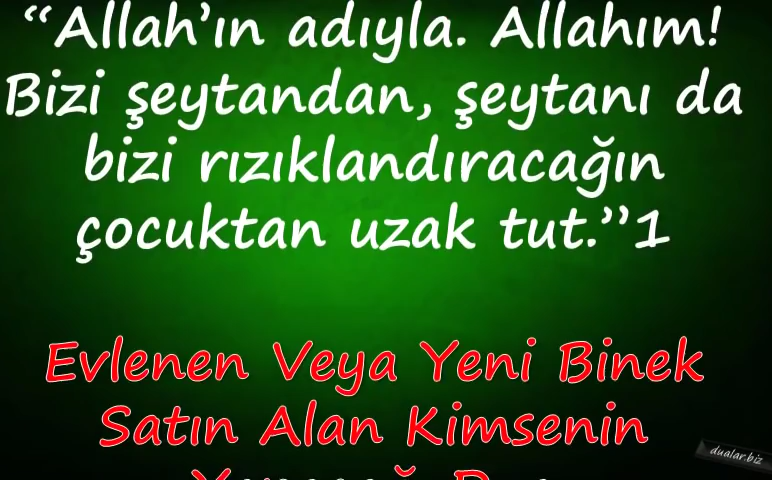 “Allah’ın adıyla. Allahım!
Bizi şeytandan, şeytanı da
bizi rızıklandıracağın
çocuktan uzak tut.”1
Evlenen Veya Yeni Binek
Satın Alan Kimsenin
dualar.biz